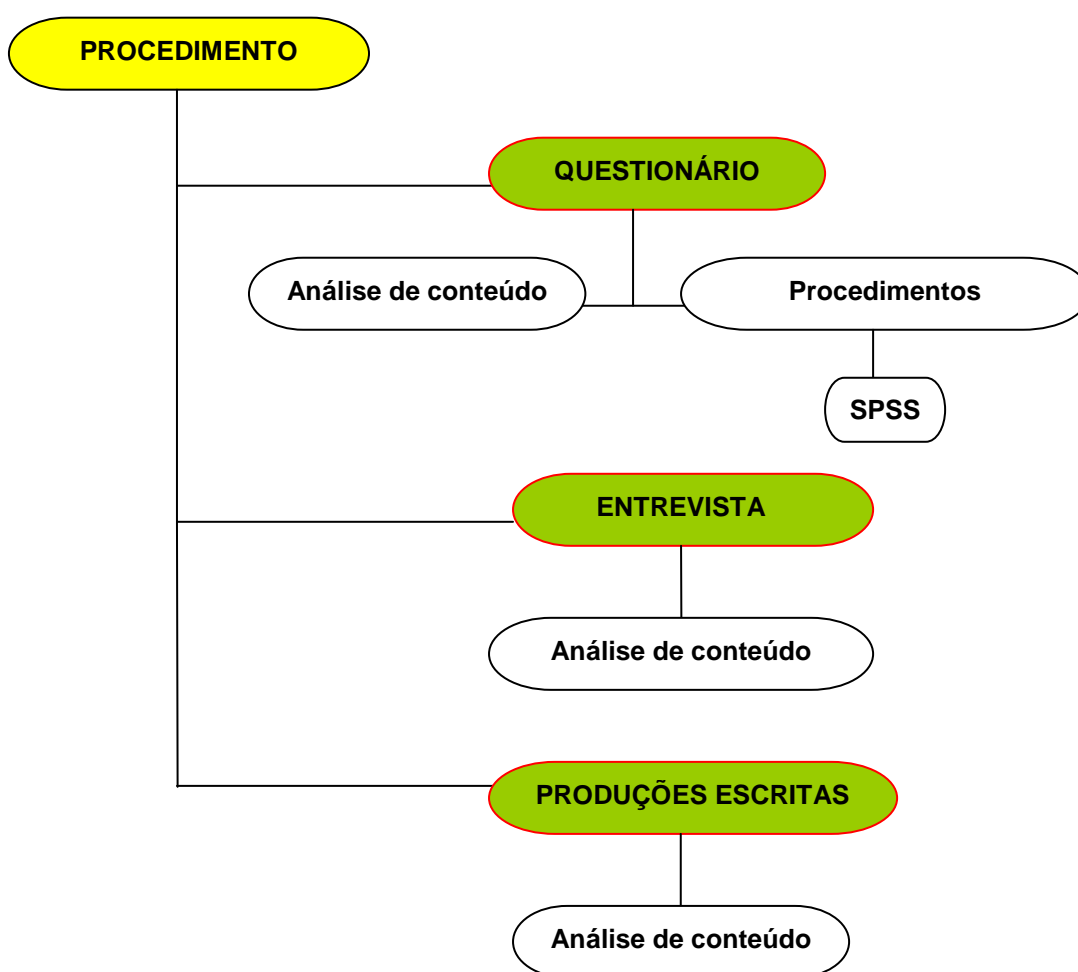 PROCEDIMENTO
QUESTIONÁRIO
Análise de conteúdo
Procedimentos
SPSS
ENTREVISTA
Análise de conteúdo
PRODUÇÕES ESCRITAS
Análise de conteúdo